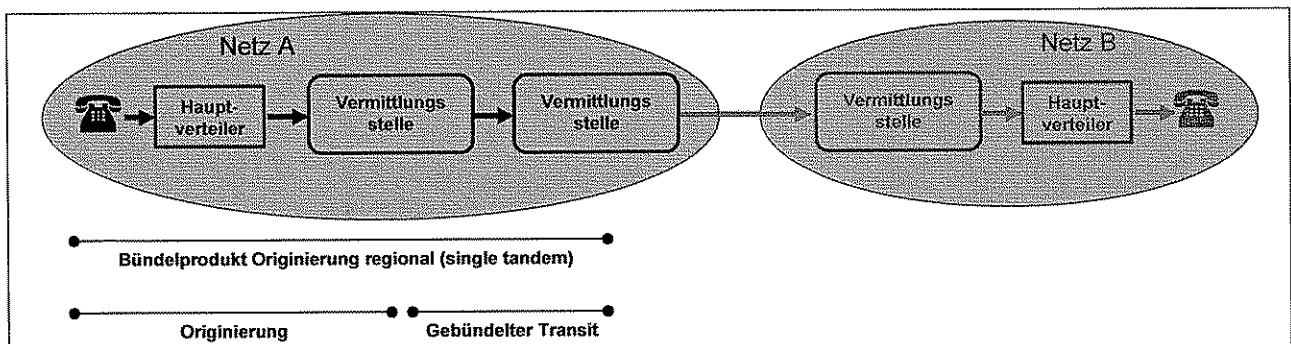 Netz A
Netz B
Haupt-
verteiler
Vermittlungs
stelle
Vermittlungs
stelle
Vermittlungs
stelle
Haupt-
verteiler
Bündelprodukt Originierung regional (single tandem)
Originierung
Gebündelter Transit